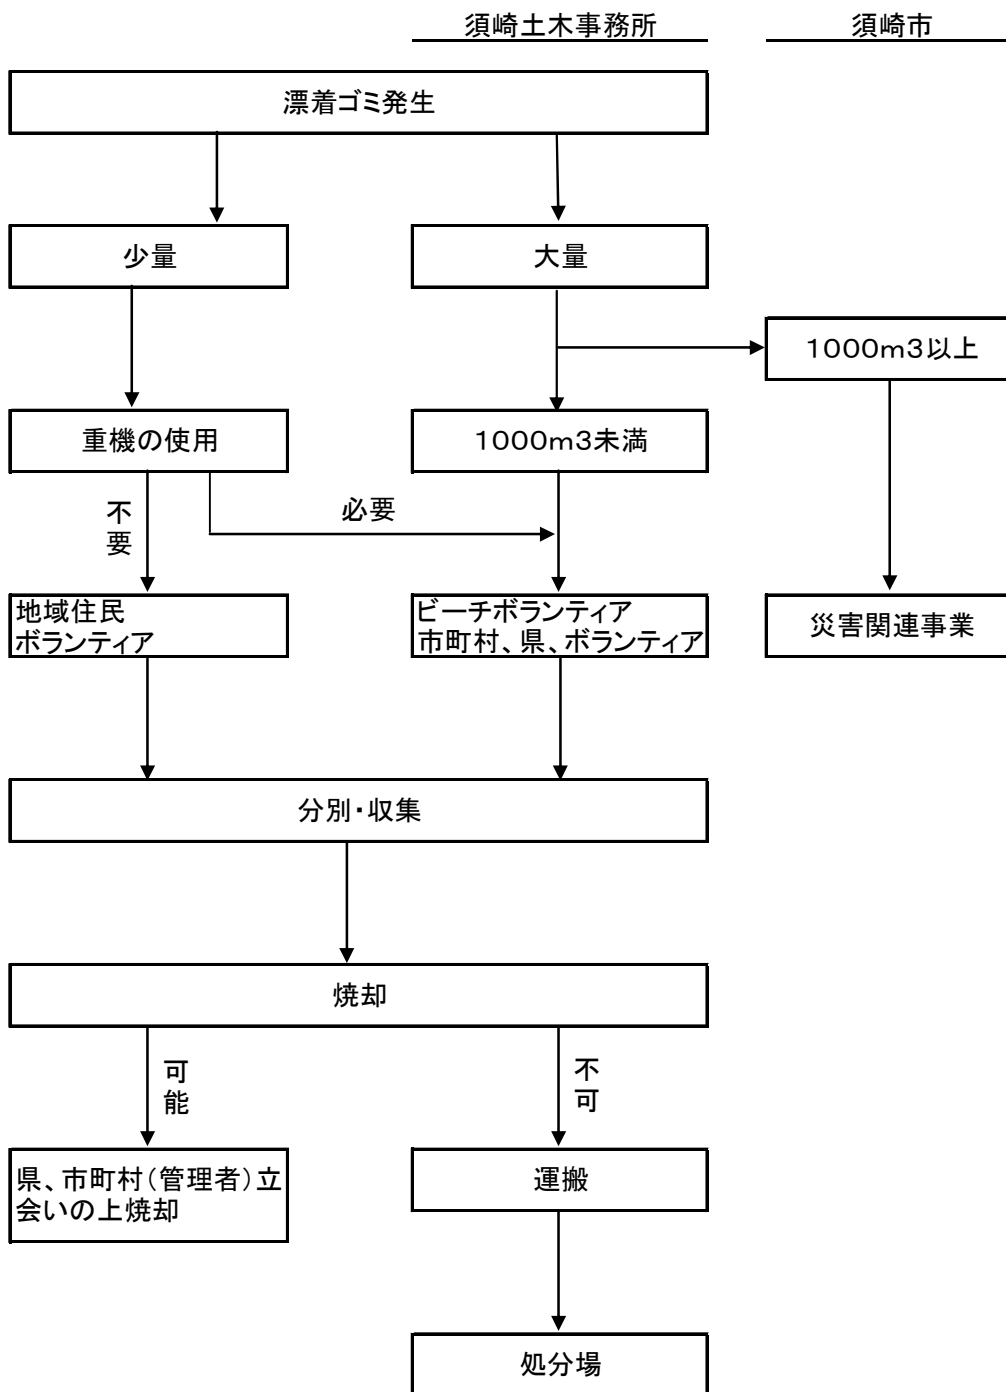 須崎土木事務所
須崎市
漂着ゴミ発生
少量
大量
1000m3以上
重機の使用
1000m3未満
不要
必要
地域住民
ボランティア
ビーチボランティア
市町村、県、ボランティア
災害関連事業
分別・収集
焼却
可能
不可
県、市町村(管理者)立
会いの上焼却
運搬
処分場